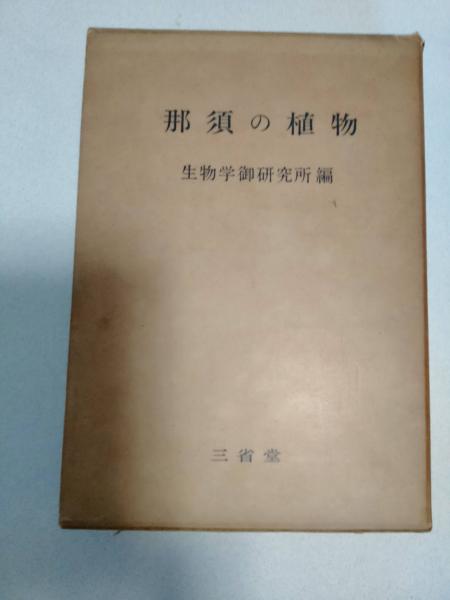 那須の植物
生物学御研究所編
三省堂